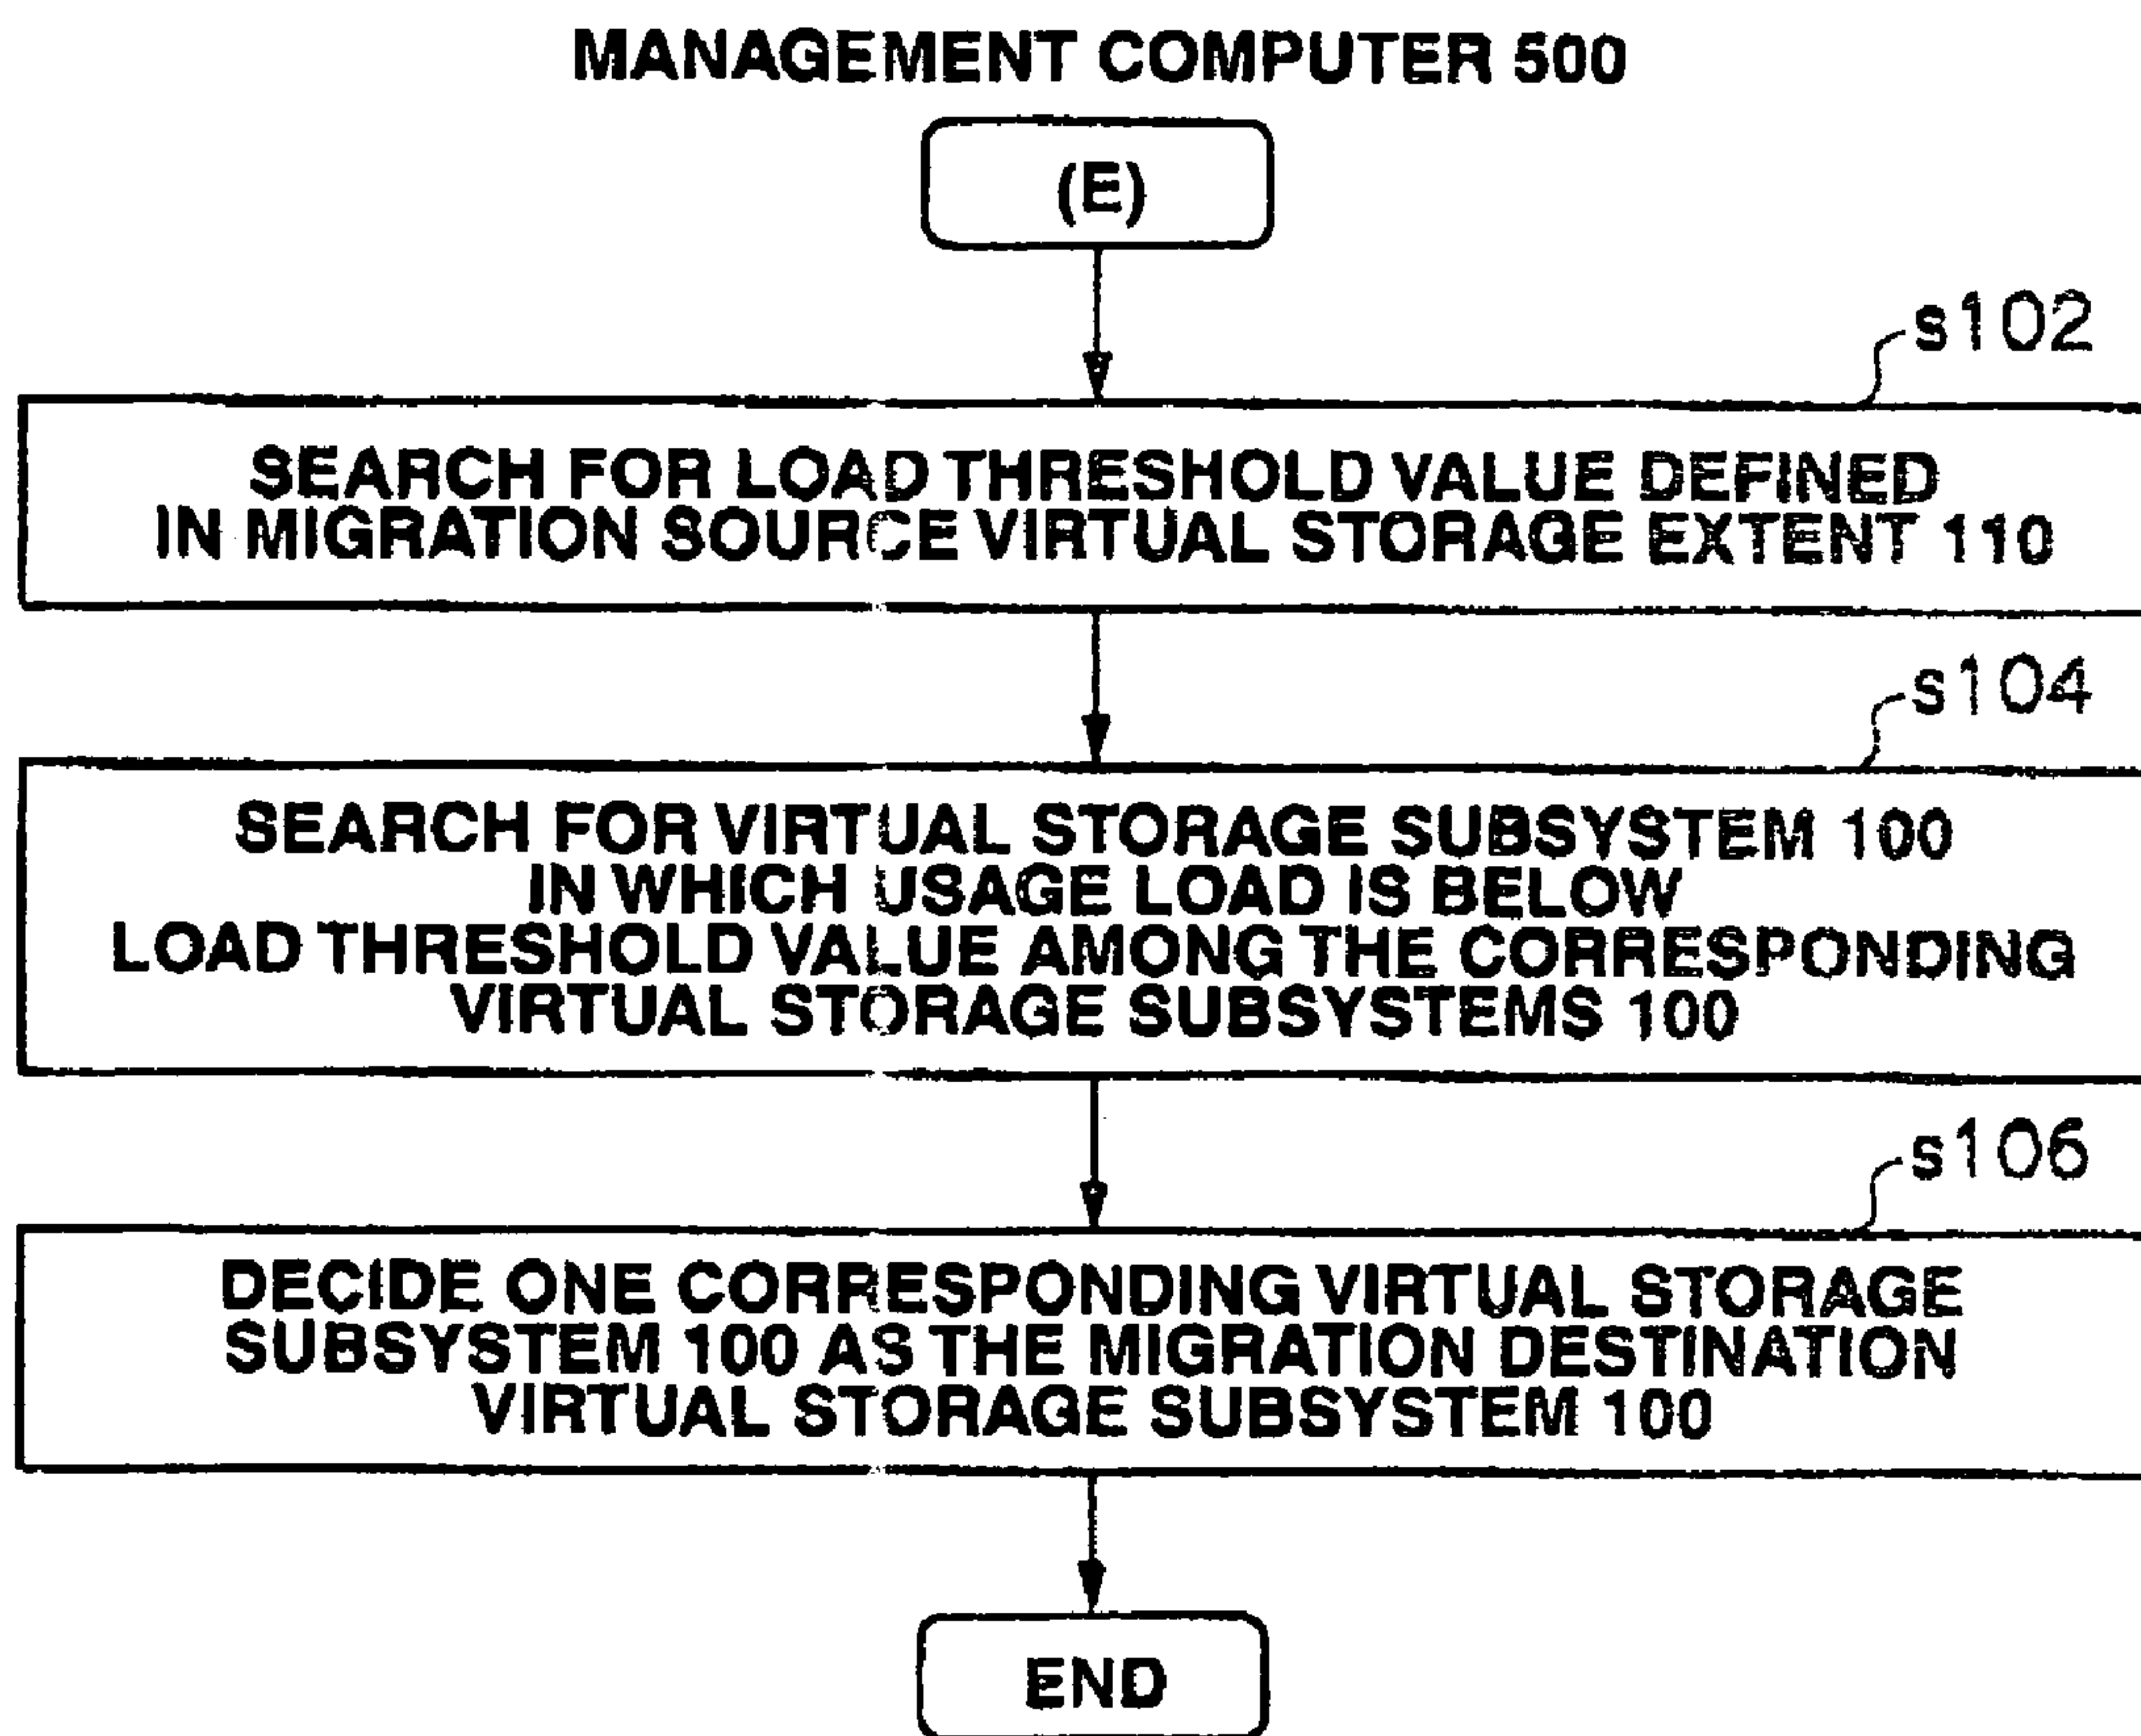 MANAGEMENT COMPUTER 500
(E)
s102
SEARCH FOR LOAD THRESHOLD VALUE DEFINED
IN MIGRATION SOURCE VIRTUAL STORAGE EXTENT 110
s104
SEARCH FOR VIRTUAL STORAGE SUBSYSTEM 100
IN WHICH USAGE LOAD IS BELOW
LOAD THRESHOLD VALUE AMONG THE CORRESPONDING
VIRTUAL STORAGE SUBSYSTEMS 100
s106
DECIDE ONE CORRESPONDING VIRTUAL STORAGE
SUBSYSTEM 100 AS THE MIGRATION DESTINATION
VIRTUAL STORAGE SUBSYSTEM 100
END